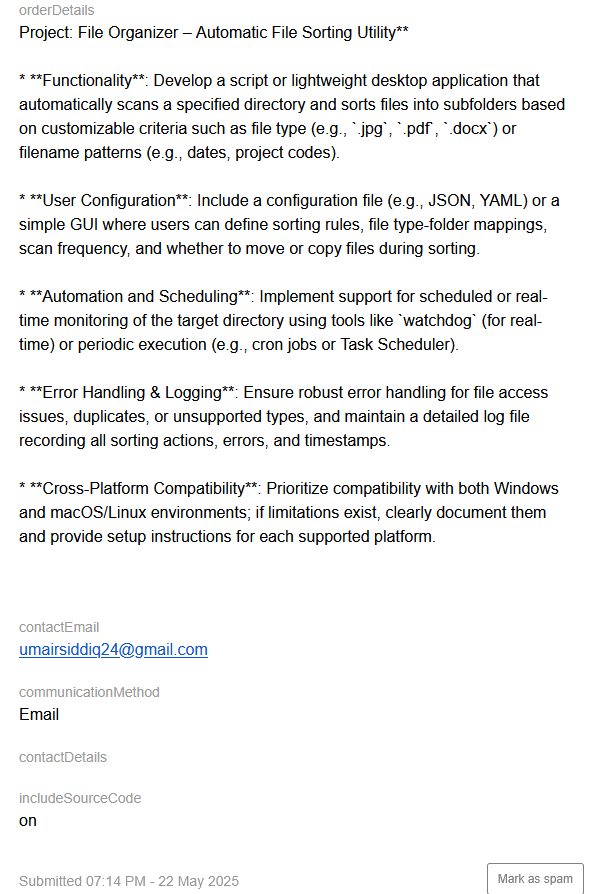 orderDetails
Project: File Organizer – Automatic File Sorting Utility**
* **Functionality**: Develop a script or lightweight desktop application that
automatically scans a specified directory and sorts files into subfolders based
on customizable criteria such as file type (e.g., `.jpg`, `.pdf`, `.docx`) or
filename patterns (e.g., dates, project codes).
* **User Configuration**: Include a configuration file (e.g., JSON, YAML) or a
simple GUI where users can define sorting rules, file type-folder mappings,
scan frequency, and whether to move or copy files during sorting.
* **Automation and Scheduling**: Implement support for scheduled or real-
time monitoring of the target directory using tools like `watchdog` (for real-
time) or periodic execution (e.g., cron jobs or Task Scheduler).
* **Error Handling & Logging**: Ensure robust error handling for file access
issues, duplicates, or unsupported types, and maintain a detailed log file
recording all sorting actions, errors, and timestamps.
* **Cross-Platform Compatibility**: Prioritize compatibility with both Windows
and macOS/Linux environments; if limitations exist, clearly document them
and provide setup instructions for each supported platform.
contactEmail
umairsiddiq24@gmail.com
communicationMethod
Email
contactDetails
includeSourceCode
on
Submitted 07:14 PM - 22 May 2025
Mark as spam